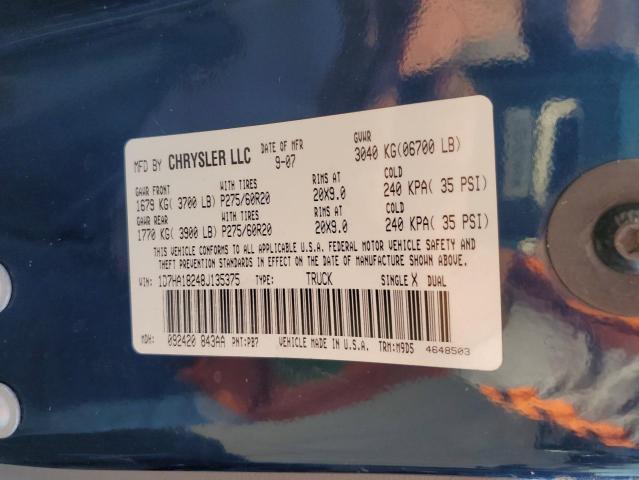 MFD BY CHRYSLER LLC DATE OF MFR 9-07 GVWR 3040 KG(06700 LB)
GAWR FRONT WITH TIRES RIMS AT COLD
1679 KG( 3700 LB) P275/60R20 20X9.0 240 KPA( 35 PSI)
GAWR REAR WITH TIRES RIMS AT COLD
1770 KG( 3900 LB) P275/60R20 20X9.0 240 KPA( 35 PSI)
THIS VEHICLE CONFORMS TO ALL APPLICABLE U.S.A. FEDERAL MOTOR VEHICLE SAFETY AND
THEFT PREVENTION STANDARDS IN EFFECT ON THE DATE OF MANUFACTURE SHOWN ABOVE.
VIN: 1D7HA18248J135375 TYPE: TRUCK SINGLE X DUAL
MDH: 092420 843AA PNT:PB7 VEHICLE MADE IN U.S.A. TRM:M9D5 4648503